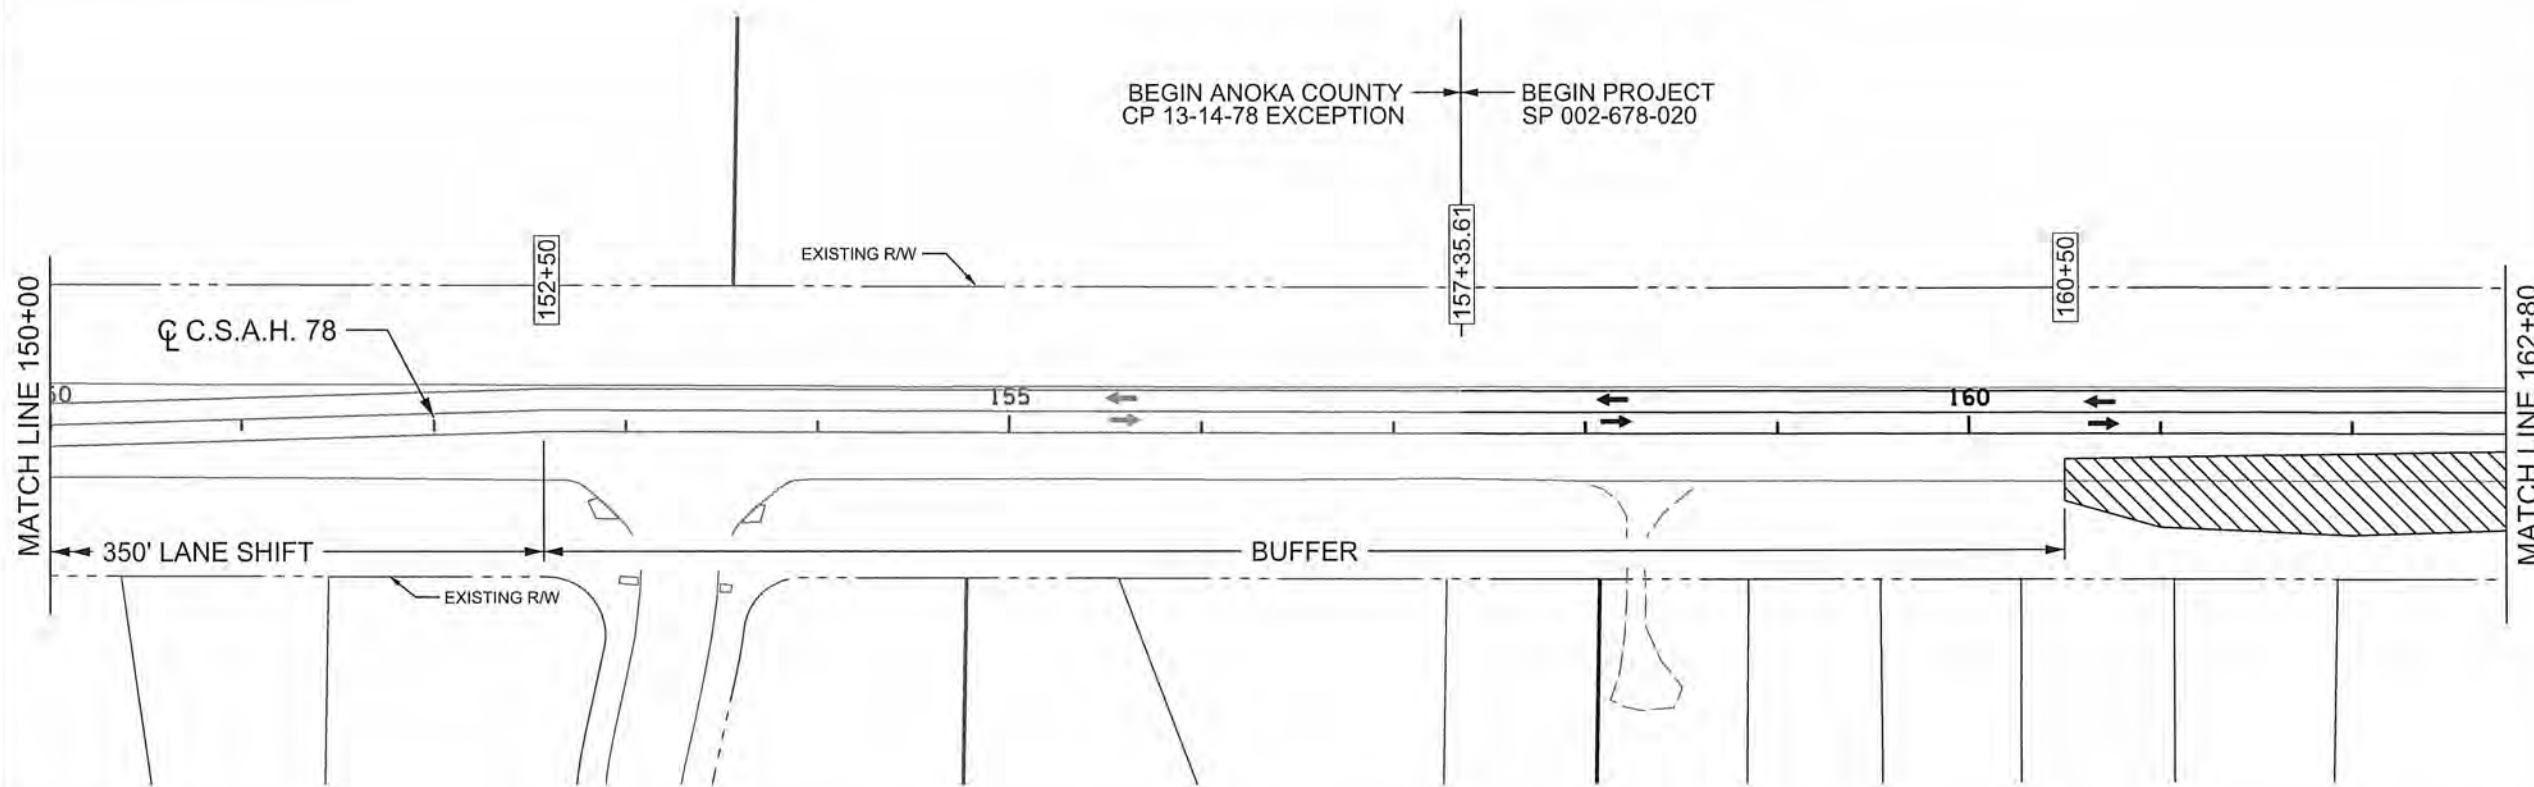 BEGIN ANOKA COUNTY
CP 13-14-78 EXCEPTION
BEGIN PROJECT
SP 002-678-020
152+50
EXISTING R/W
157+35.61
160+50
MATCH LINE 150+00
℄ C.S.A.H. 78
50
155
160
MATCH LINE 162+80
350' LANE SHIFT
BUFFER
EXISTING R/W